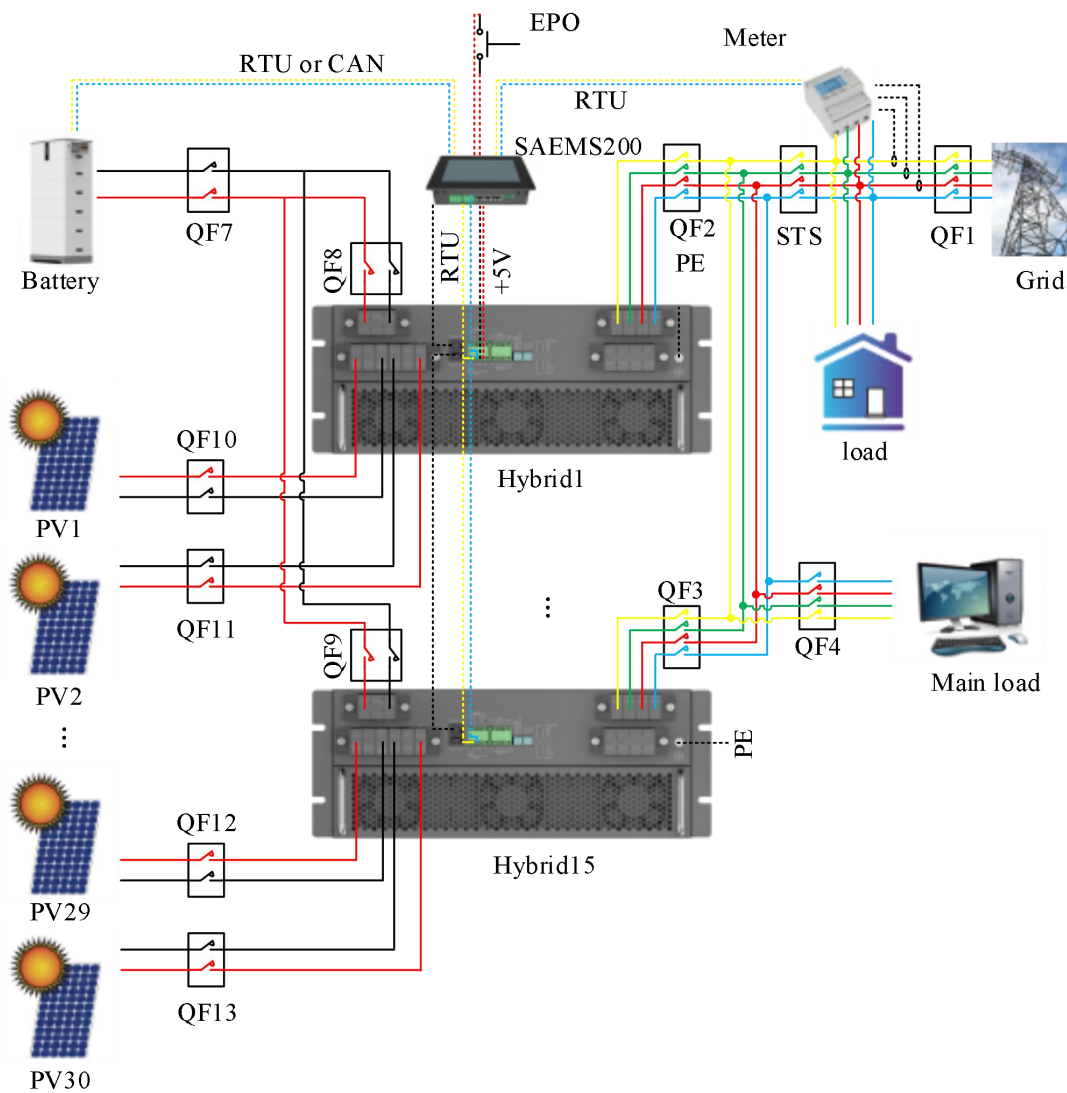 EPO
Meter
RTU or CAN
RTU
SAEMS200
QF7
QF2
STS
QF1
PE
Battery
QF8
RTU
+5V
Grid
QF10
load
Hybrid1
PV1
QF11
QF3
QF4
QF9
PV2
Main load
⋮
⋮
PE
QF12
Hybrid15
PV29
QF13
PV30